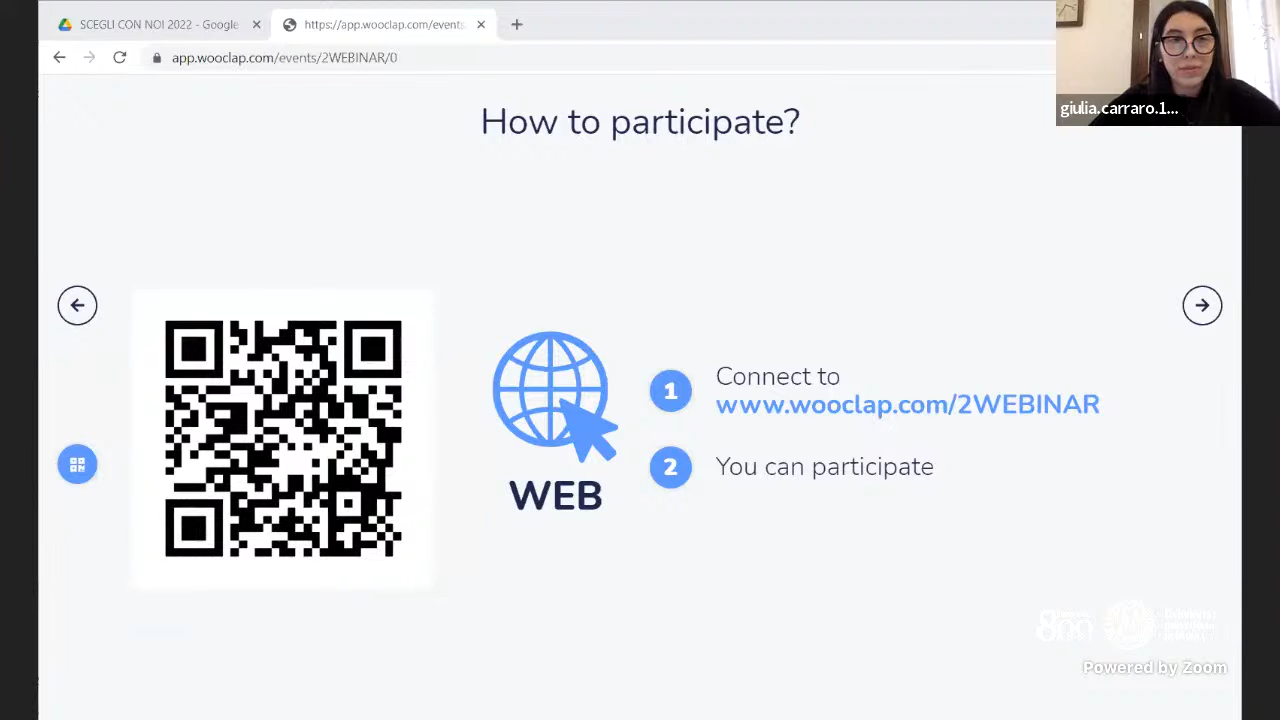 SCEGLI CON NOI 2022 - Google
https://app.wooclap.com/events
app.wooclap.com/events/2WEBINAR/0
giulia.carraro.1...
How to participate?
1
Connect to
www.wooclap.com/2WEBINAR
2
You can participate
WEB
800
Powered by Zoom